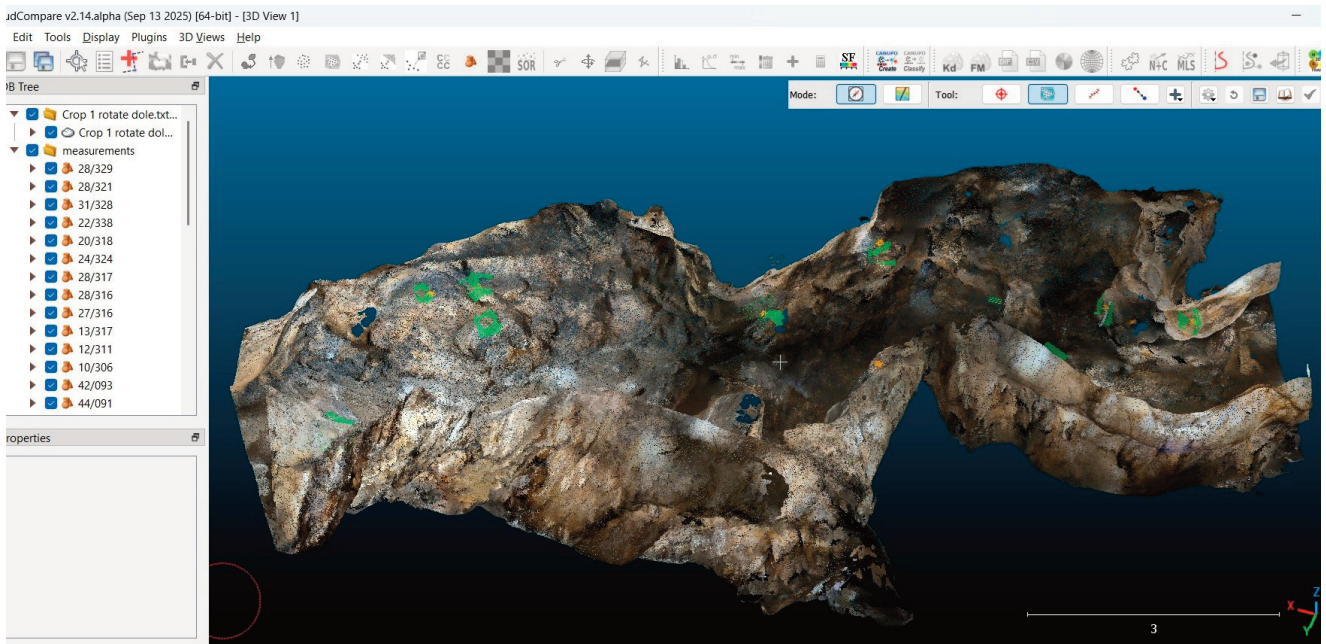 udCompare v2.14.alpha (Sep 13 2025) [64-bit] - [3D View 1]
Edit Tools Display Plugins 3D Views Help
SOR
SF
CANUPO Create
CANUPO Classify
Kd
FM
N+C
MLS
DB Tree
Mode:
Tool:
Crop 1 rotate dole.txt...
Crop 1 rotate dol...
measurements
28/329
28/321
31/328
22/338
20/318
24/324
28/317
28/316
27/316
13/317
12/311
10/306
42/093
44/091
roperties
3
X
Y
Z